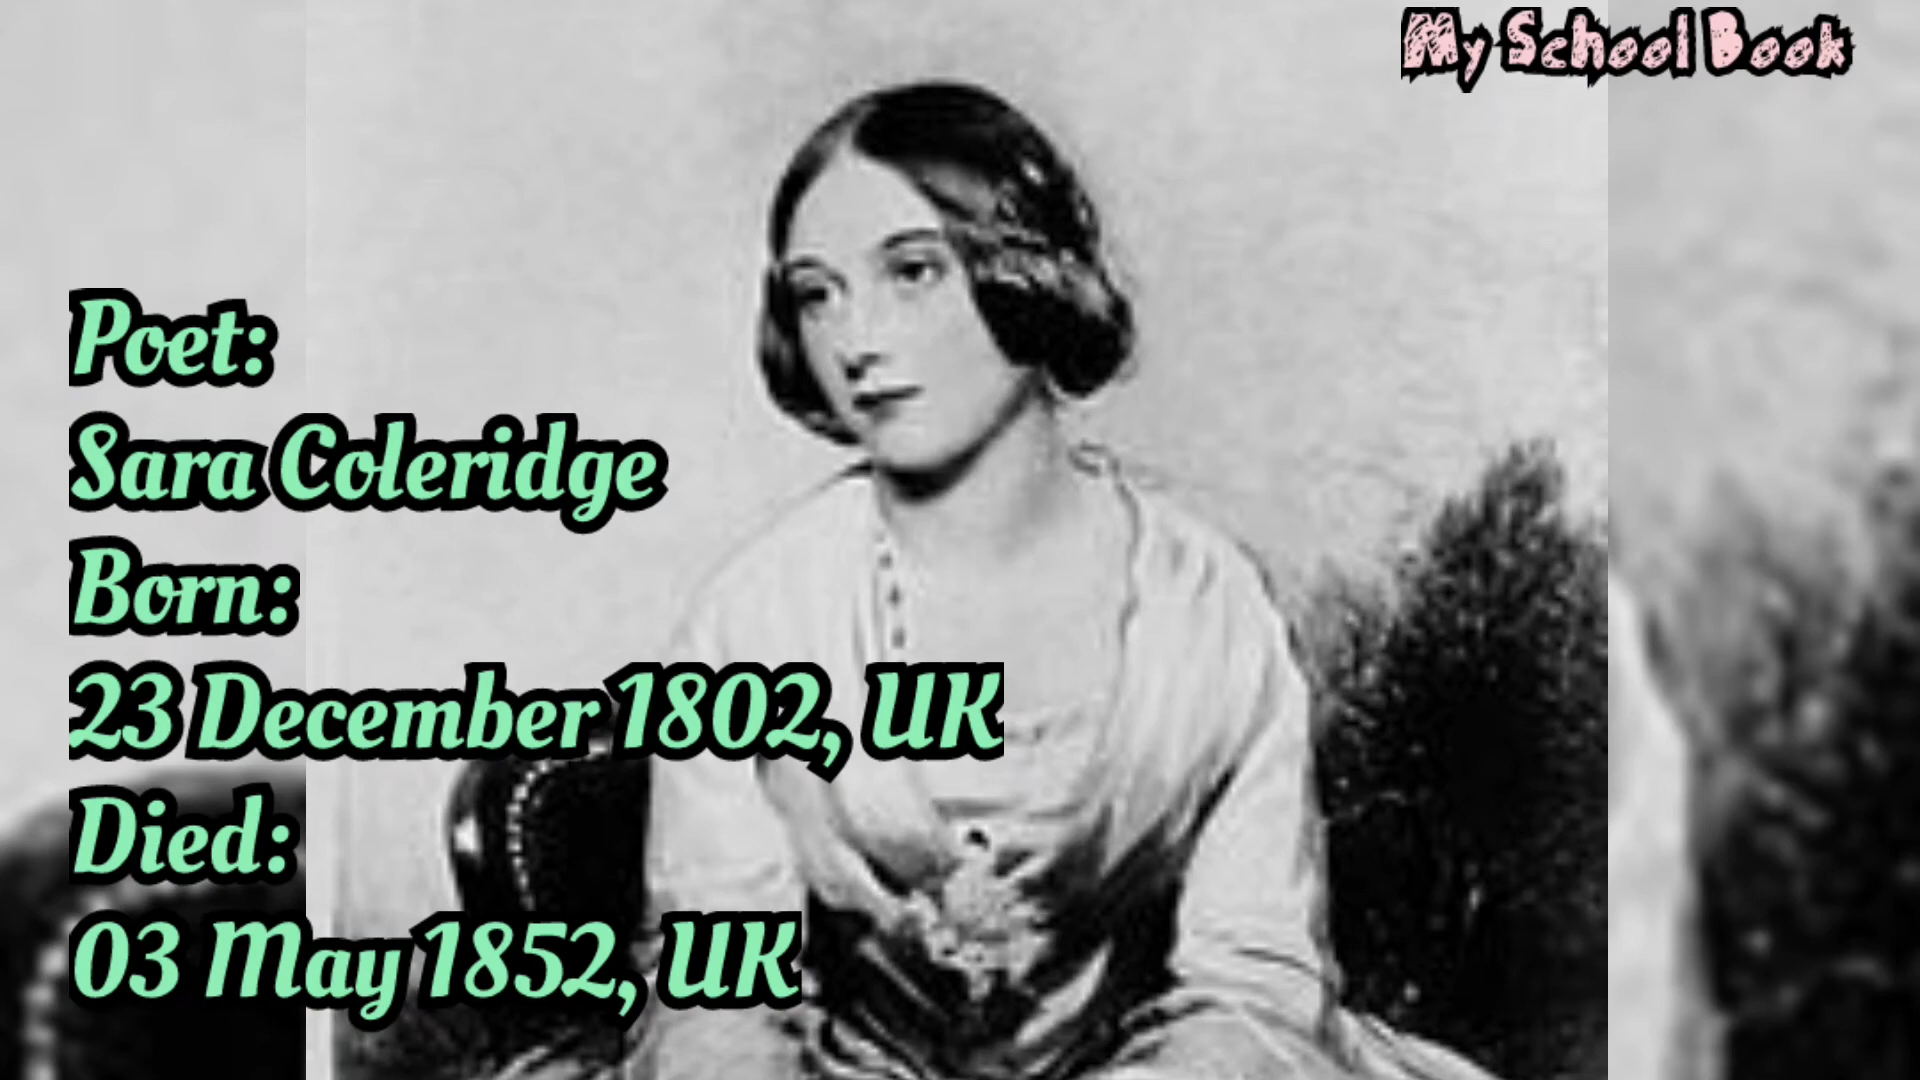 My School Book
Poet:
Sara Coleridge
Born:
23 December 1802, UK
Died:
03 May 1852, UK